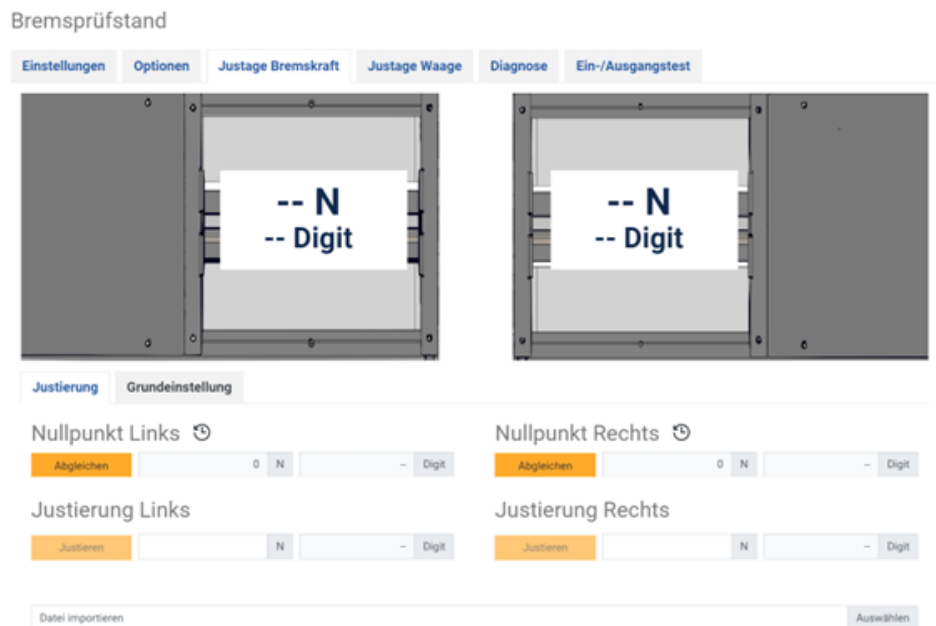 Bremsprüfstand
Einstellungen Optionen Justage Bremskraft Justage Waage Diagnose Ein-/Ausgangstest
-- N -- N
-- Digit -- Digit
Justierung Grundeinstellung
Nullpunkt Links Nullpunkt Rechts
Abgleichen 0 N -- Digit Abgleichen 0 N -- Digit
Justierung Links Justierung Rechts
Justieren N -- Digit Justieren N -- Digit
Datei importieren Auswählen